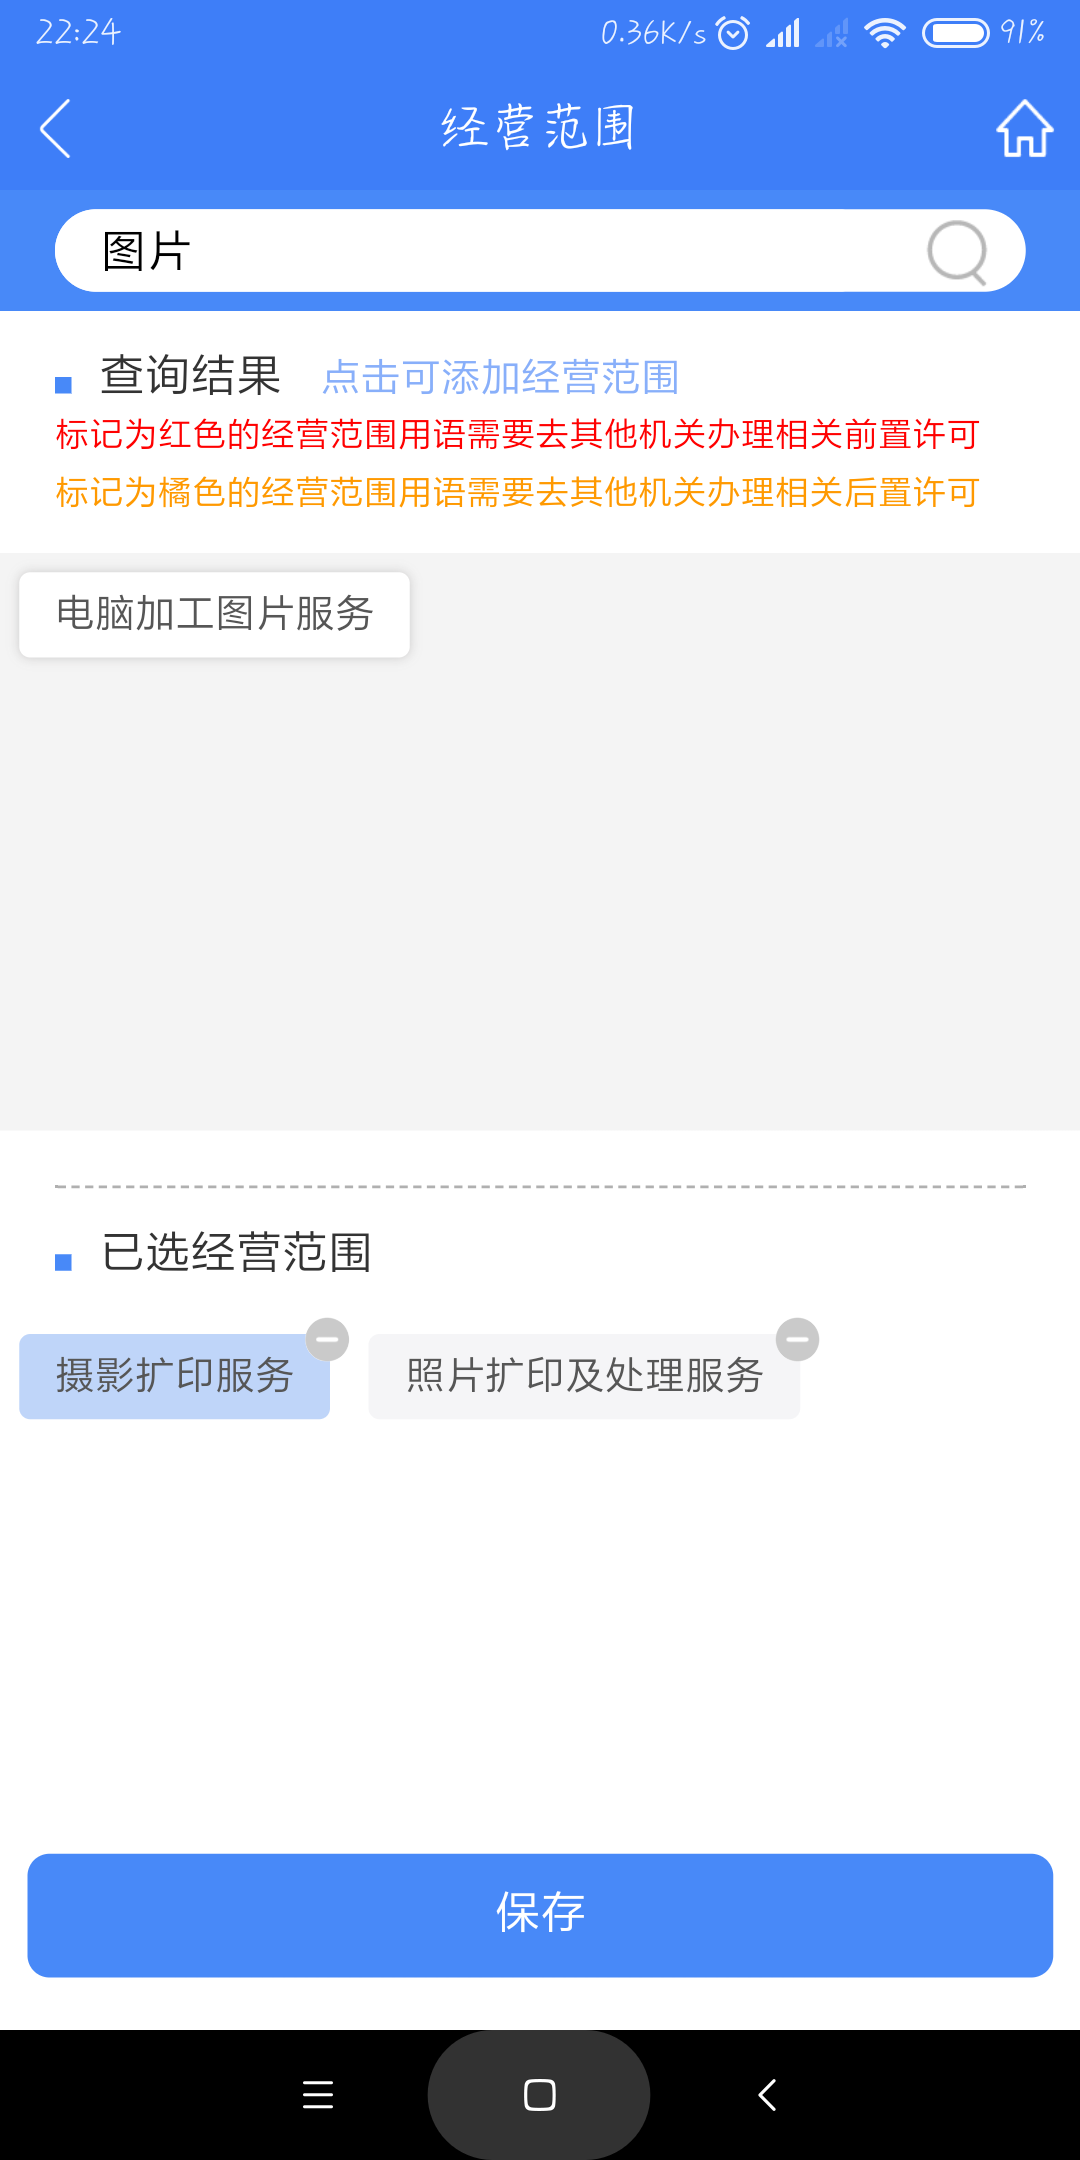 22:24 0.36K/s 91%
经营范围
图片
查询结果 点击可添加经营范围
标记为红色的经营范围用语需要去其他机关办理相关前置许可
标记为橘色的经营范围用语需要去其他机关办理相关后置许可
电脑加工图片服务
已选经营范围
摄影扩印服务 照片扩印及处理服务
保存